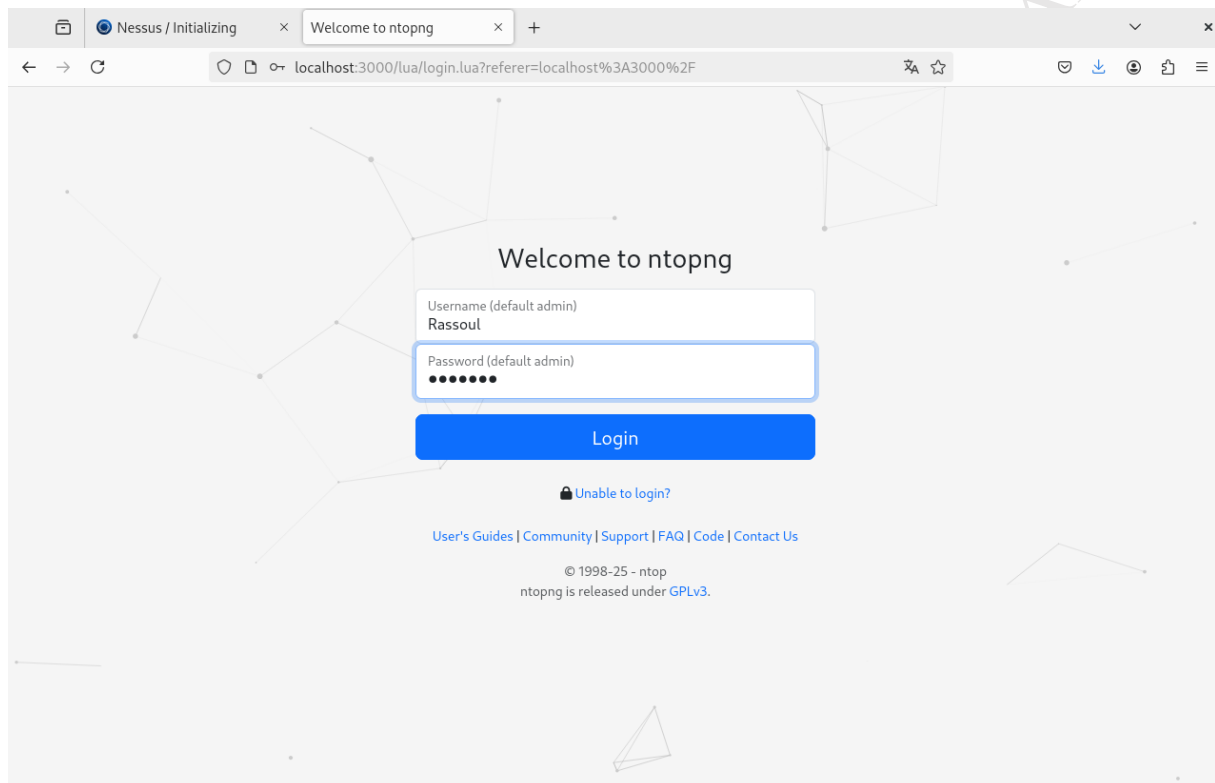 Nessus / Initializing
Welcome to ntopng
localhost:3000/lua/login.lua?referer=localhost%3A3000%2F
Welcome to ntopng
Username (default admin)
Rassoul
Password (default admin)
●●●●●●●
Login
Unable to login?
User's Guides | Community | Support | FAQ | Code | Contact Us
© 1998-25 - ntop
ntopng is released under GPLv3.